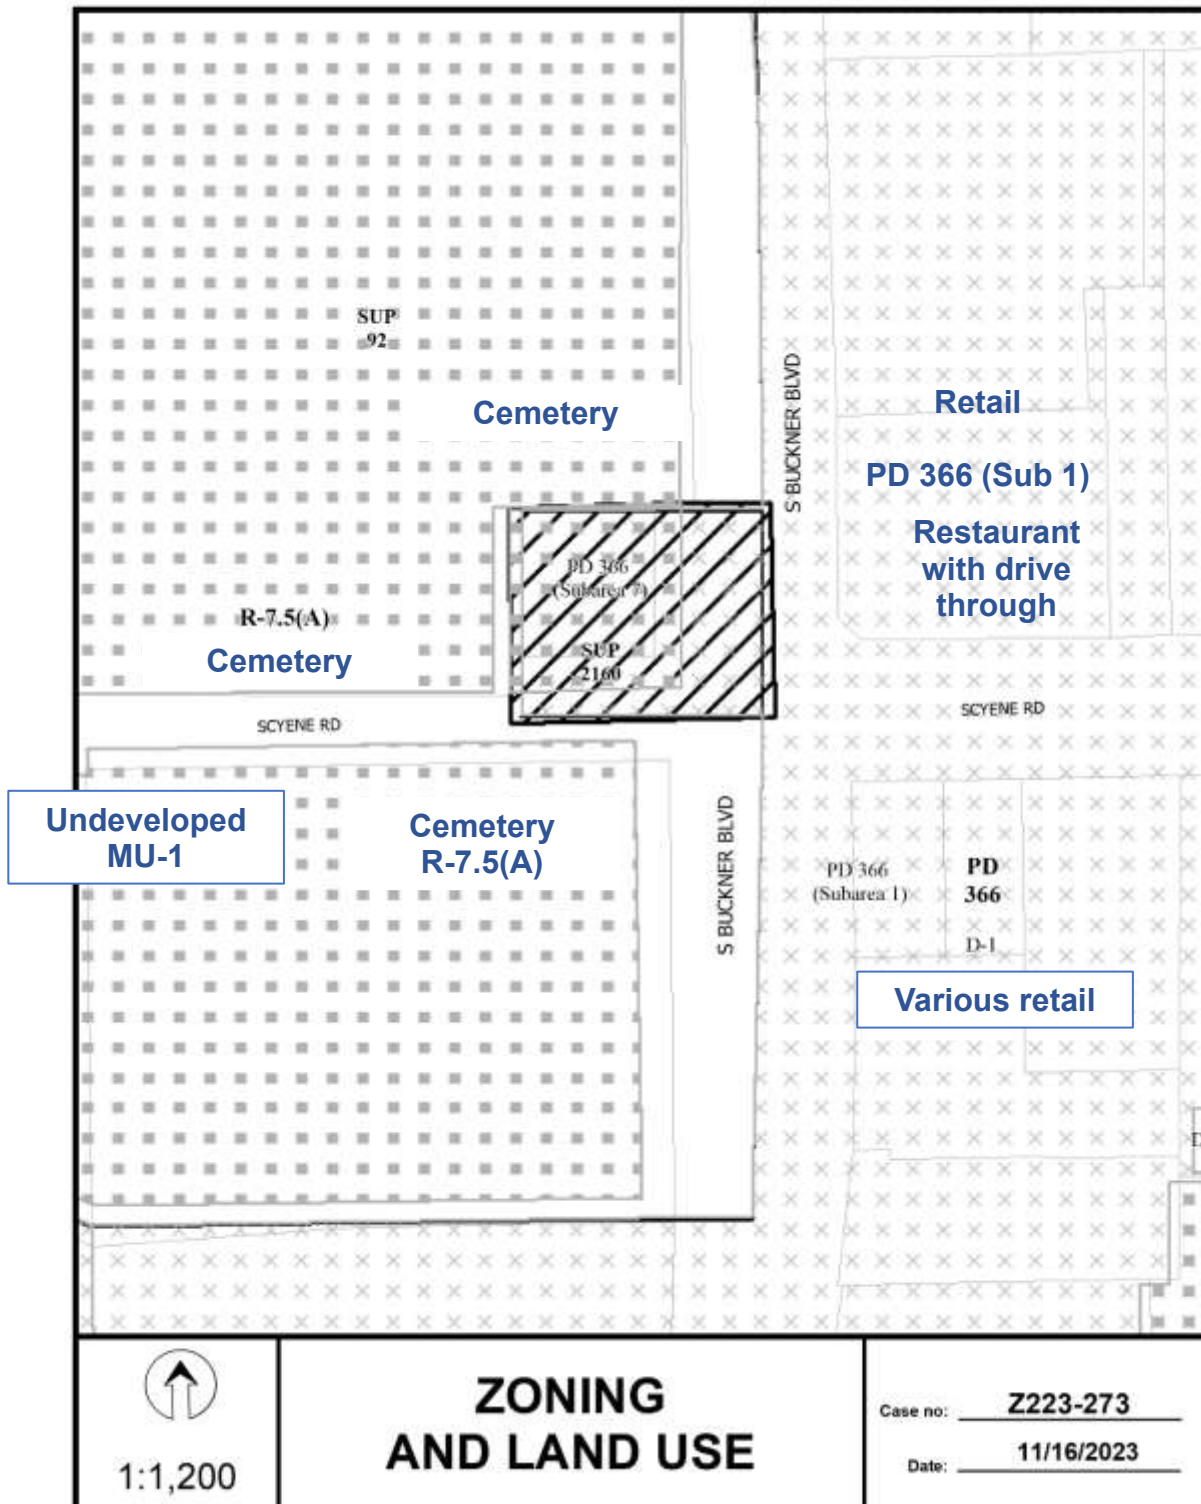 SUP
92
Cemetery
S BUCKNER BLVD
Retail
PD 366 (Sub 1)
Restaurant
with drive
through
PD 366
(Subarea 7)
SUP
2160
R-7.5(A)
Cemetery
SCYENE RD
SCYENE RD
Undeveloped
MU-1
Cemetery
R-7.5(A)
S BUCKNER BLVD
PD 366
(Subarea 1)
PD
366
D-1
Various retail
1:1,200
ZONING
AND LAND USE
Case no: Z223-273
Date: 11/16/2023